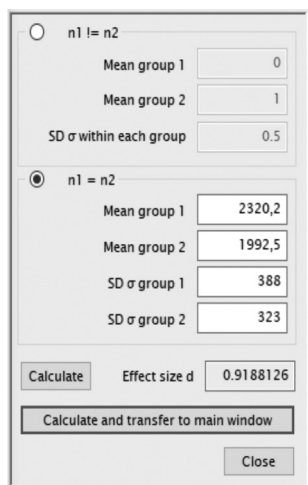 n1 != n2
Mean group 1 0
Mean group 2 1
SD σ within each group 0.5
n1 = n2
Mean group 1 2320,2
Mean group 2 1992,5
SD σ group 1 388
SD σ group 2 323
Calculate Effect size d 0.9188126
Calculate and transfer to main window
Close